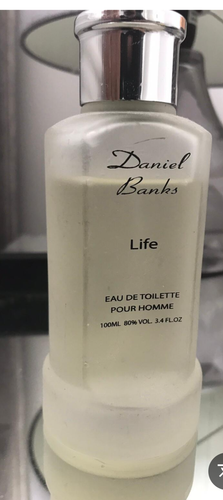 Daniel
Banks
Life
EAU DE TOILETTE
POUR HOMME
100ML 80% VOL. 3.4 FL.OZ